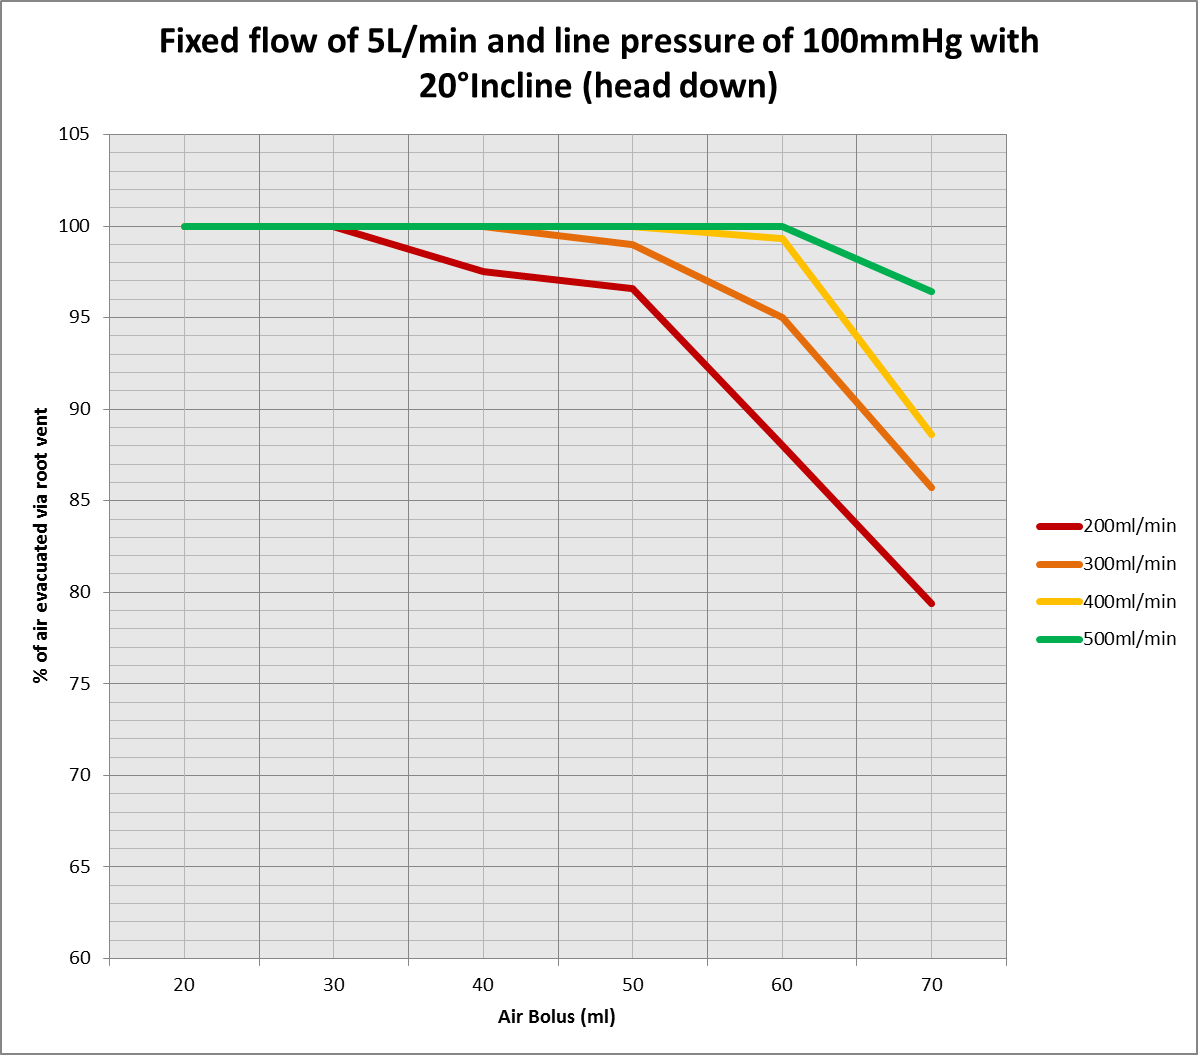 Fixed flow of 5L/min and line pressure of 100mmHg with
20°Incline (head down)
105
100
95
90
85
80
75
70
65
60
% of air evacuated via root vent
20 30 40 50 60 70
Air Bolus (ml)
200ml/min
300ml/min
400ml/min
500ml/min